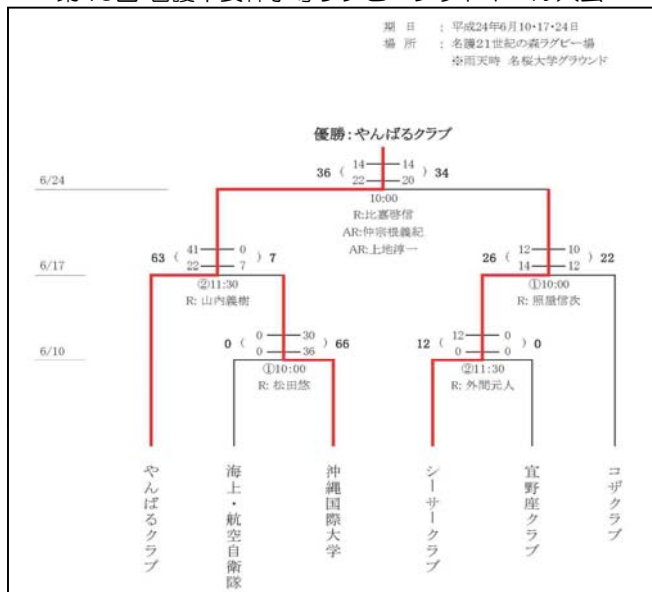 期 日 : 平成24年6月10・17・24日
場 所 : 名護21世紀の森ラグビー場
※雨天時 名桜大学グラウンド
優勝:やんばるクラブ
36 ( 14 14 ) 34
22 20
6/24
10:00
R:比嘉啓信
AR:仲宗根義紀
AR:上地淳一
63 ( 41 0 ) 7
22 7
26 ( 12 10 ) 22
14 12
6/17
②11:30
R: 山内義樹
①10:00
R: 照屋信次
0 ( 0 30 ) 66
0 36
12 ( 12 0 ) 0
0 0
6/10
①10:00
R: 松田悠
②11:30
R: 外間元人
やんばるクラブ
海上・航空自衛隊
沖縄国際大学
シーサークラブ
宜野座クラブ
コザクラブ